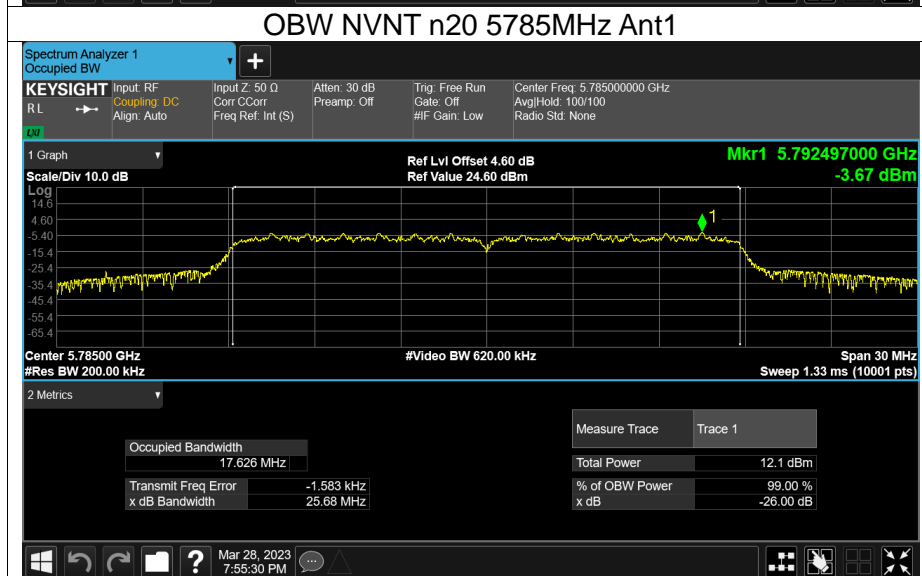 OBW NVNT n20 5785MHz Ant1
Spectrum Analyzer 1
Occupied BW
+
KEYSIGHT
R L
LXI
Input: RF
Coupling: DC
Align: Auto
Input Z: 50 Ω
Corr CCorr
Freq Ref: Int (S)
Atten: 30 dB
Preamp: Off
Trig: Free Run
Gate: Off
#IF Gain: Low
Center Freq: 5.785000000 GHz
Avg|Hold: 100/100
Radio Std: None
1 Graph
Scale/Div 10.0 dB
Ref Lvl Offset 4.60 dB
Ref Value 24.60 dBm
Mkr1 5.792497000 GHz
-3.67 dBm
Log
14.6
4.60
-5.40
-15.4
-25.4
-35.4
-45.4
-55.4
-65.4
1
Center 5.78500 GHz
#Res BW 200.00 kHz
#Video BW 620.00 kHz
Span 30 MHz
Sweep 1.33 ms (10001 pts)
2 Metrics
Measure Trace Trace 1
Occupied Bandwidth
17.626 MHz
Total Power 12.1 dBm
Transmit Freq Error -1.583 kHz
% of OBW Power 99.00 %
x dB Bandwidth 25.68 MHz
x dB -26.00 dB
?
Mar 28, 2023
7:55:30 PM